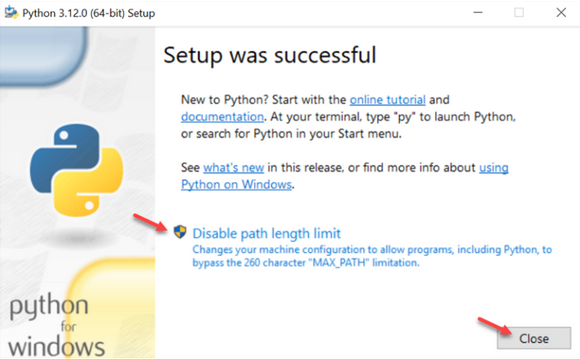 Python 3.12.0 (64-bit) Setup
Setup was successful
New to Python? Start with the online tutorial and
documentation. At your terminal, type "py" to launch Python,
or search for Python in your Start menu.
See what's new in this release, or find more info about using
Python on Windows.
Disable path length limit
Changes your machine configuration to allow programs, including Python, to
bypass the 260 character "MAX_PATH" limitation.
python
for
windows
Close